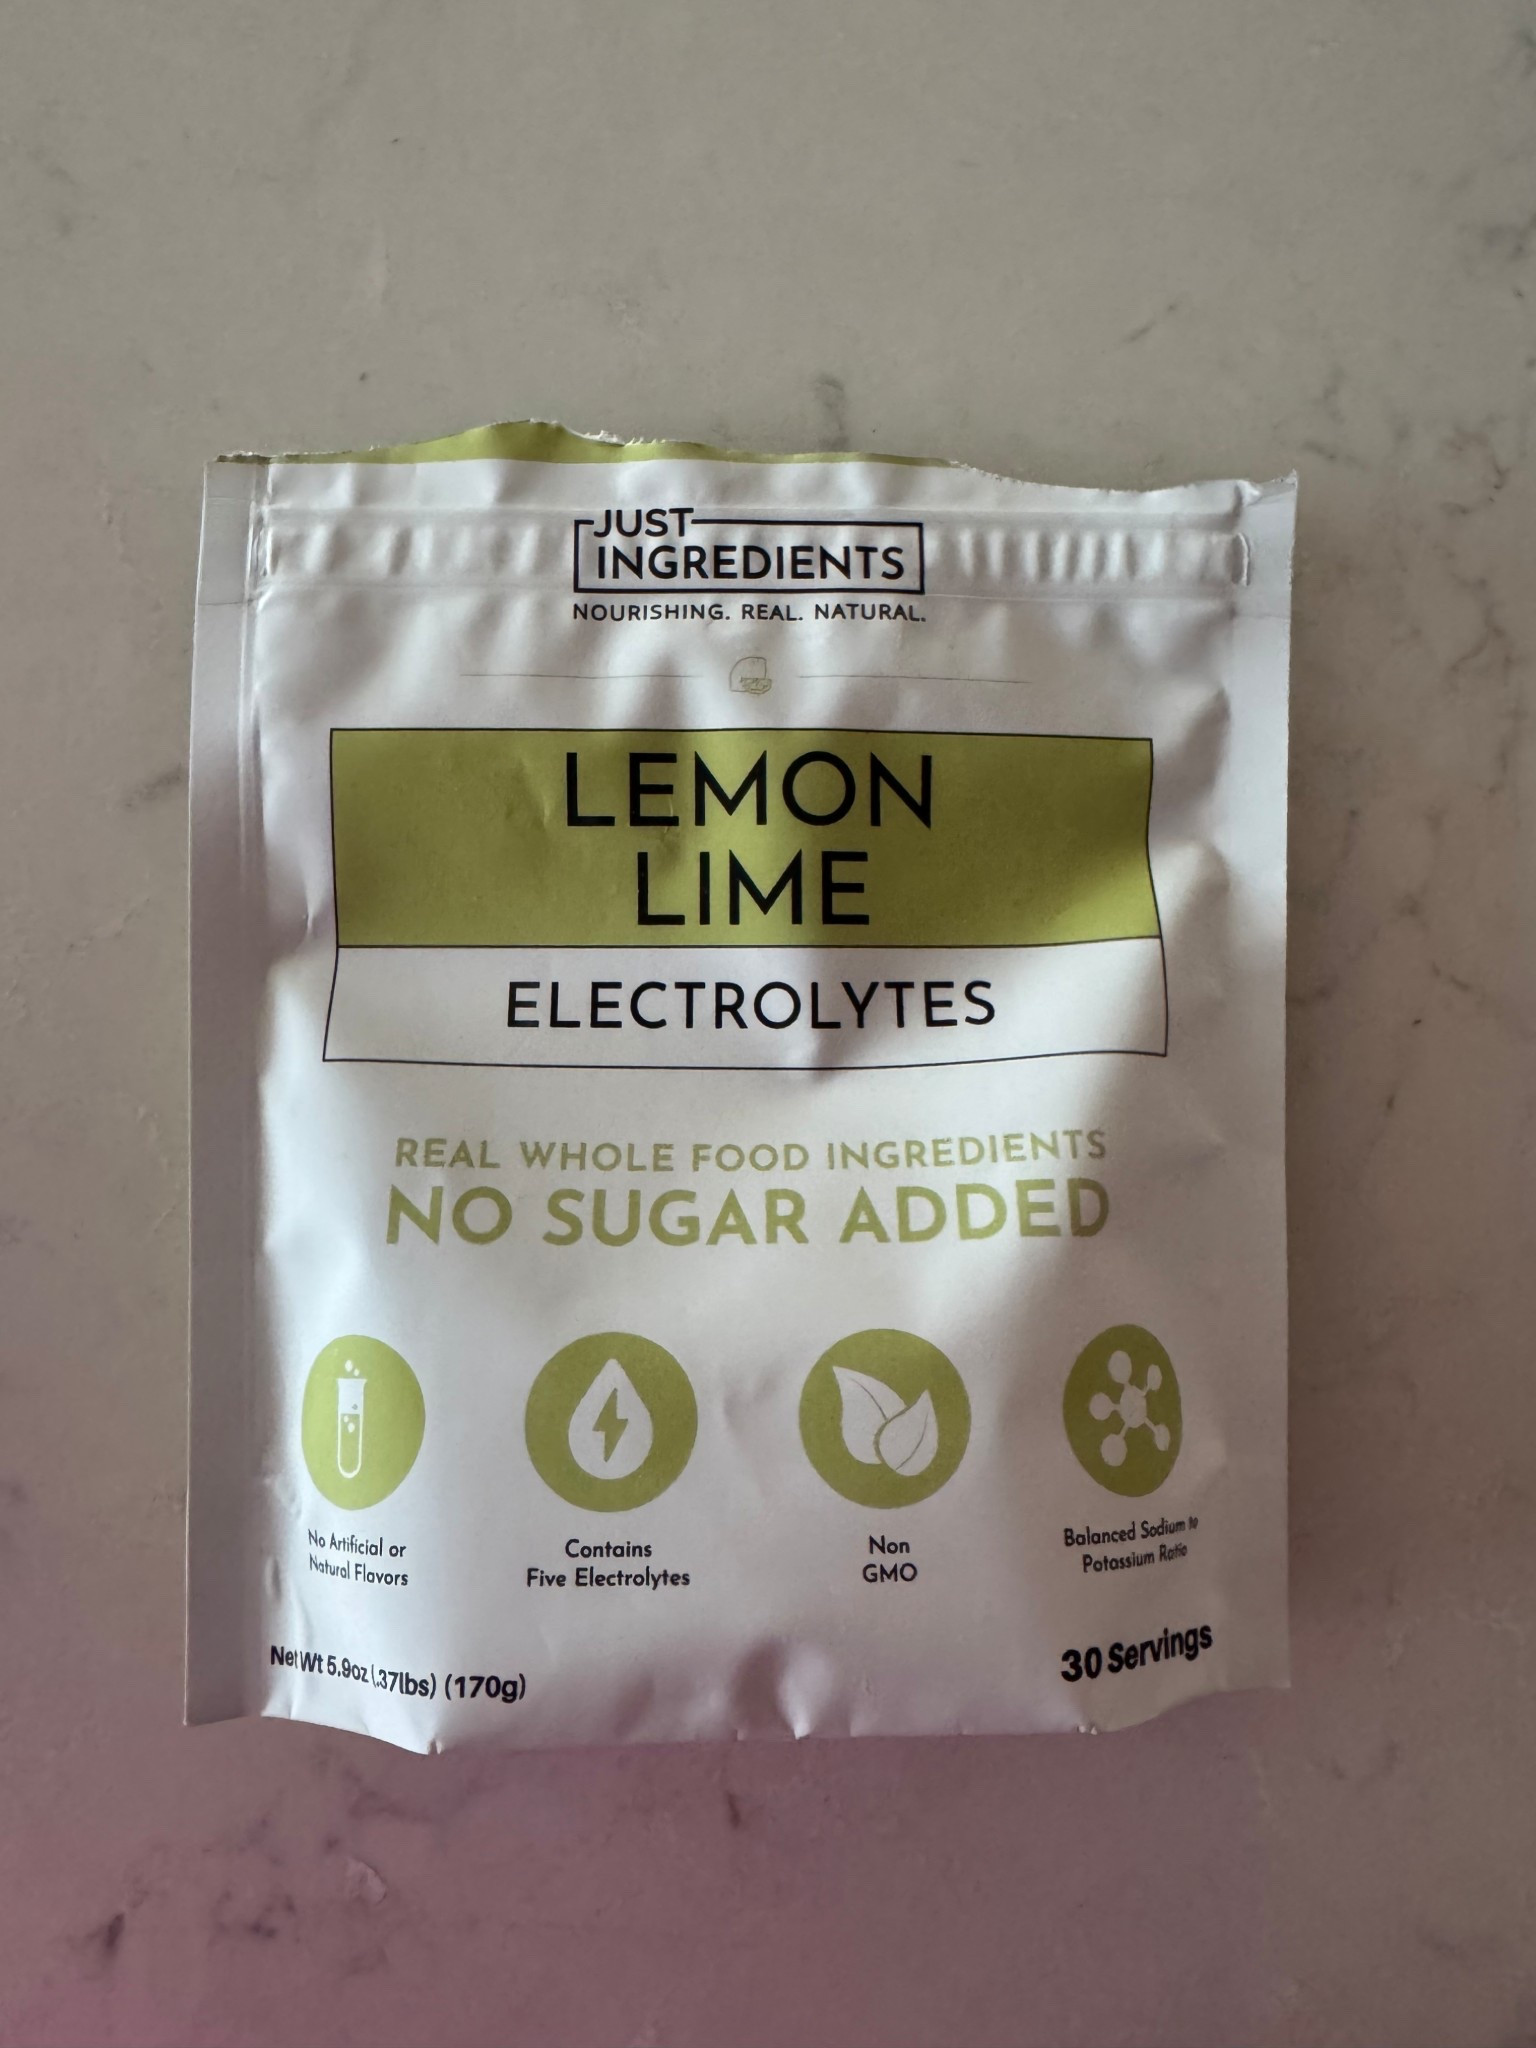 JUST
INGREDIENTS
NOURISHING. REAL. NATURAL.
LEMON
LIME
ELECTROLYTES
REAL WHOLE FOOD INGREDIENTS
NO SUGAR ADDED
No Artificial or
Natural Flavors
Contains
Five Electrolytes
Non
GMO
Balanced Sodium to
Potassium Ratio
Net Wt 5.9oz (.37lbs) (170g)
30 Servings